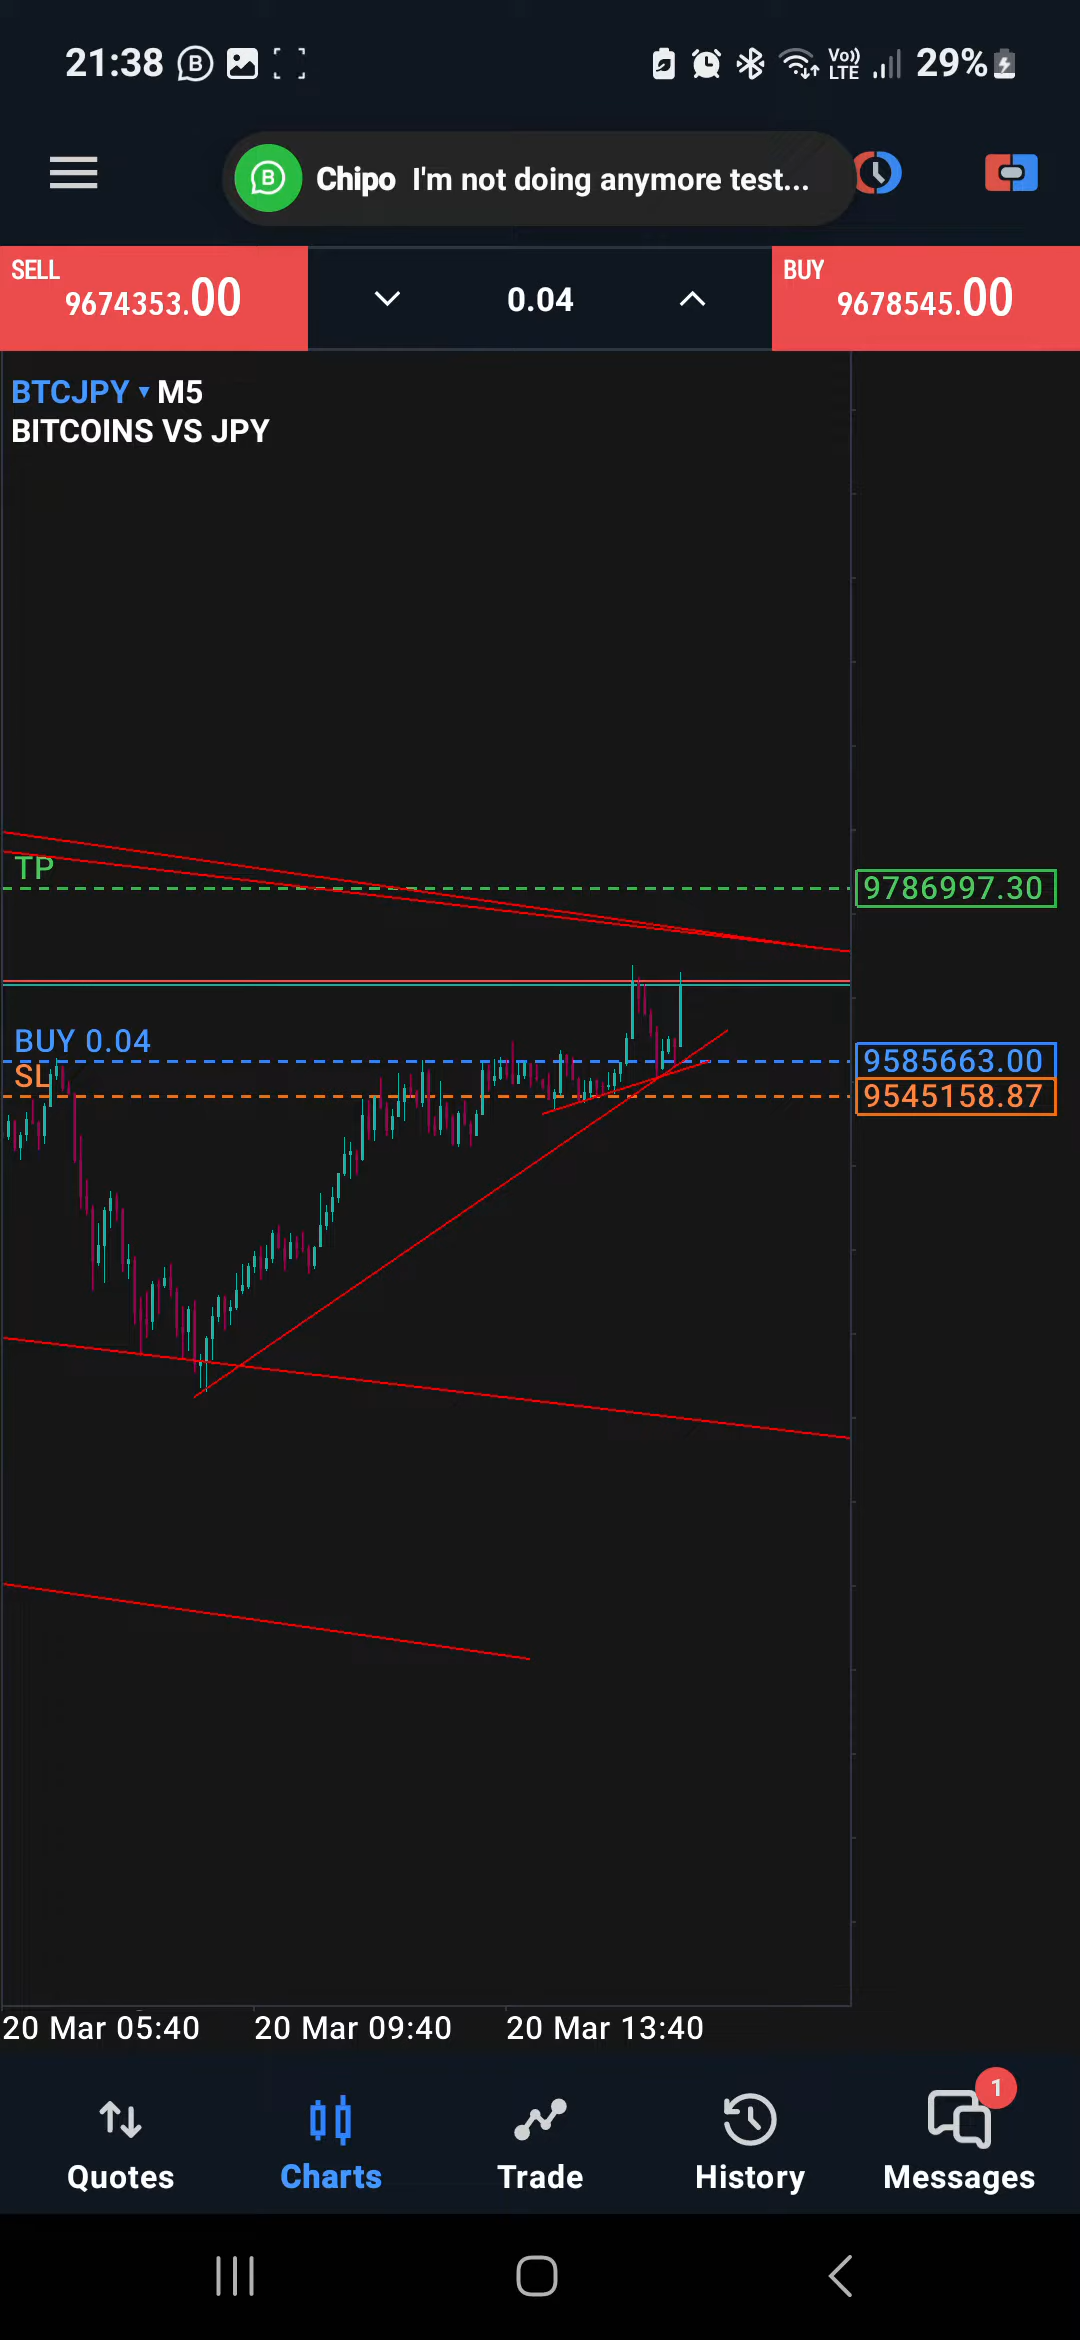 21:38
Vo)) LTE
29%
Chipo I'm not doing anymore test...
SELL
9674353.00
0.04
BUY
9678545.00
BTCJPY ▾ M5
BITCOINS VS JPY
TP
9786997.30
BUY 0.04
9585663.00
SL
9545158.87
20 Mar 05:40
20 Mar 09:40
20 Mar 13:40
1
Quotes
Charts
Trade
History
Messages